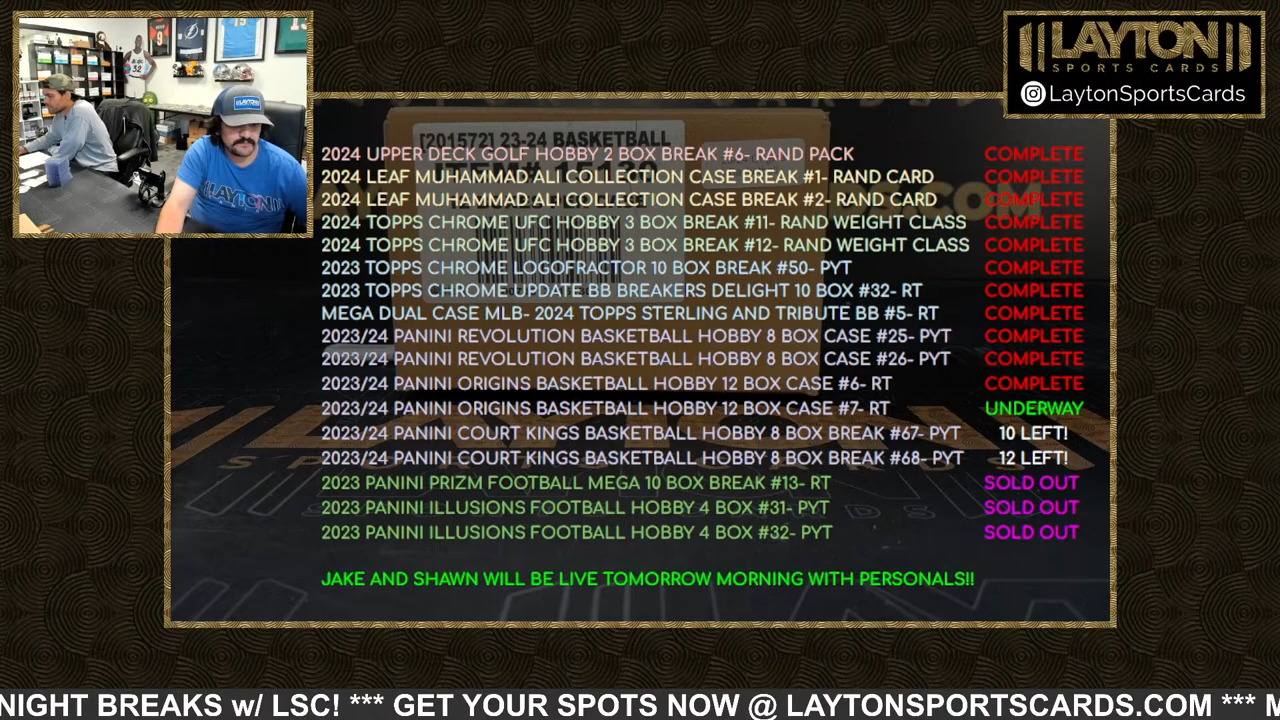 LAYTON
SPORTS CARDS
LaytonSportsCards
[201572] 23-24 BASKETBALL
2024 UPPER DECK GOLF HOBBY 2 BOX BREAK #6- RAND PACK COMPLETE
2024 LEAF MUHAMMAD ALI COLLECTION CASE BREAK #1- RAND CARD COMPLETE
2024 LEAF MUHAMMAD ALI COLLECTION CASE BREAK #2- RAND CARD COMPLETE
2024 TOPPS CHROME UFC HOBBY 3 BOX BREAK #11- RAND WEIGHT CLASS COMPLETE
2024 TOPPS CHROME UFC HOBBY 3 BOX BREAK #12- RAND WEIGHT CLASS COMPLETE
2023 TOPPS CHROME LOGOFRACTOR 10 BOX BREAK #50- PYT COMPLETE
2023 TOPPS CHROME UPDATE BB BREAKERS DELIGHT 10 BOX #32- RT COMPLETE
MEGA DUAL CASE MLB- 2024 TOPPS STERLING AND TRIBUTE BB #5- RT COMPLETE
2023/24 PANINI REVOLUTION BASKETBALL HOBBY 8 BOX CASE #25- PYT COMPLETE
2023/24 PANINI REVOLUTION BASKETBALL HOBBY 8 BOX CASE #26- PYT COMPLETE
2023/24 PANINI ORIGINS BASKETBALL HOBBY 12 BOX CASE #6- RT COMPLETE
2023/24 PANINI ORIGINS BASKETBALL HOBBY 12 BOX CASE #7- RT UNDERWAY
2023/24 PANINI COURT KINGS BASKETBALL HOBBY 8 BOX BREAK #67- PYT 10 LEFT!
2023/24 PANINI COURT KINGS BASKETBALL HOBBY 8 BOX BREAK #68- PYT 12 LEFT!
2023 PANINI PRIZM FOOTBALL MEGA 10 BOX BREAK #13- RT SOLD OUT
2023 PANINI ILLUSIONS FOOTBALL HOBBY 4 BOX #31- PYT SOLD OUT
2023 PANINI ILLUSIONS FOOTBALL HOBBY 4 BOX #32- PYT SOLD OUT
JAKE AND SHAWN WILL BE LIVE TOMORROW MORNING WITH PERSONALS!!
NIGHT BREAKS w/ LSC! *** GET YOUR SPOTS NOW @ LAYTONSPORTSCARDS.COM *** M